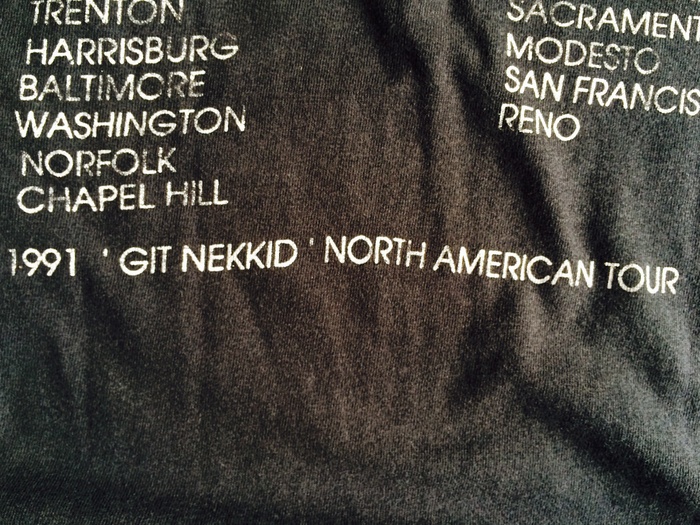 TRENTON
HARRISBURG
BALTIMORE
WASHINGTON
NORFOLK
CHAPEL HILL
SACRAMENT
MODESTO
SAN FRANCIS
RENO
1991 ' GIT NEKKID ' NORTH AMERICAN TOUR